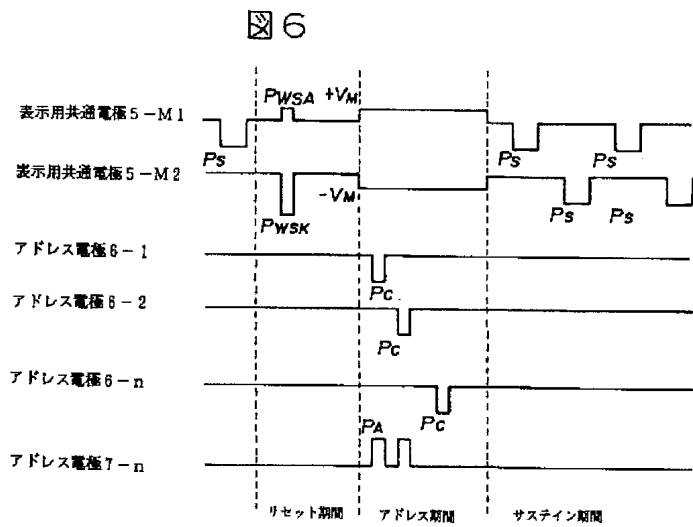 図6
PWSA +VM
表示用共通電極5-M1
PS PS PS
表示用共通電極5-M2
-VM
PWSK PS PS
アドレス電極6-1
PC
アドレス電極6-2
PC
アドレス電極6-n
PC
PA
アドレス電極7-n
リセット期間 アドレス期間 サステイン期間